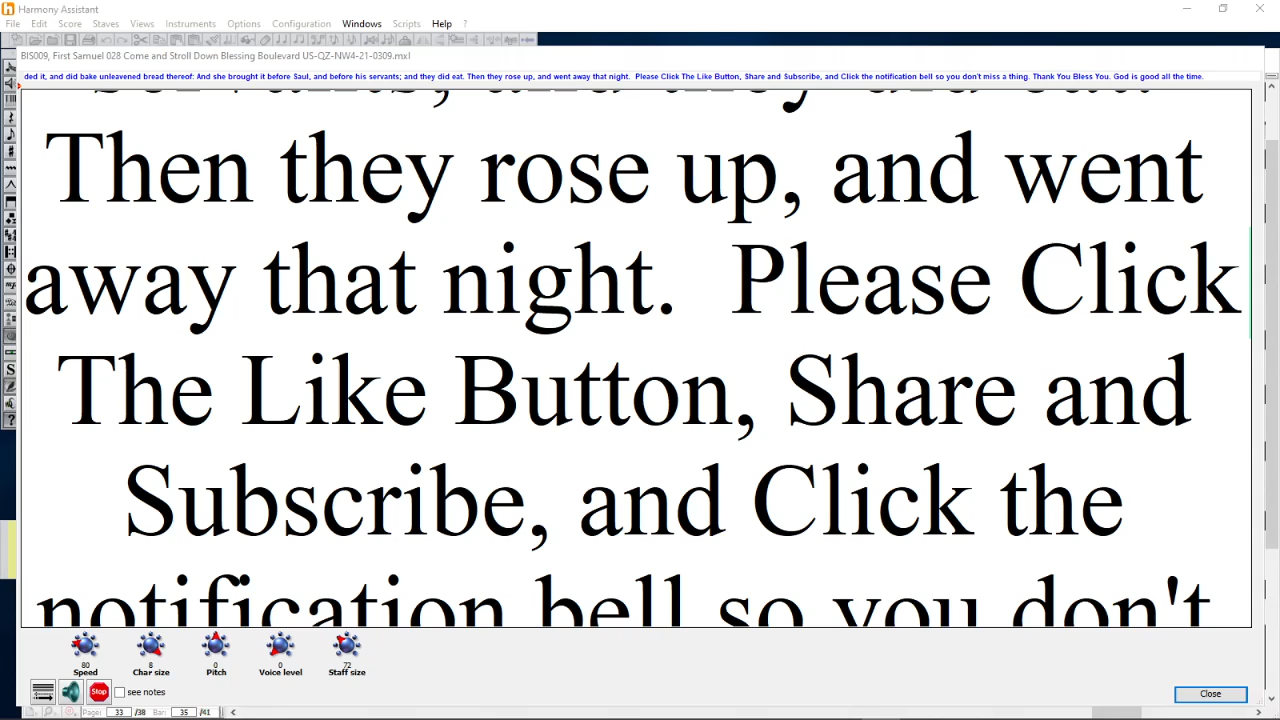 Harmony Assistant
File Edit Score Staves Views Instruments Options Configuration Windows Scripts Help ?
BIS009, First Samuel 028 Come and Stroll Down Blessing Boulevard US-QZ-NW4-21-0309.mxl
ded it, and did bake unleavened bread thereof: And she brought it before Saul, and before his servants; and they did eat. Then they rose up, and went away that night.  Please Click The Like Button, Share and Subscribe, and Click the notification bell so you don't miss a thing. Thank You Bless You. God is good all the time.
servants; and they did eat.
Then they rose up, and went
away that night.  Please Click
The Like Button, Share and
Subscribe, and Click the
notification bell so you don't
80 8 0 0 72
Speed Char size Pitch Voice level Staff size
Stop see notes
Close
Page: 33 /38 Bar: 35 /41